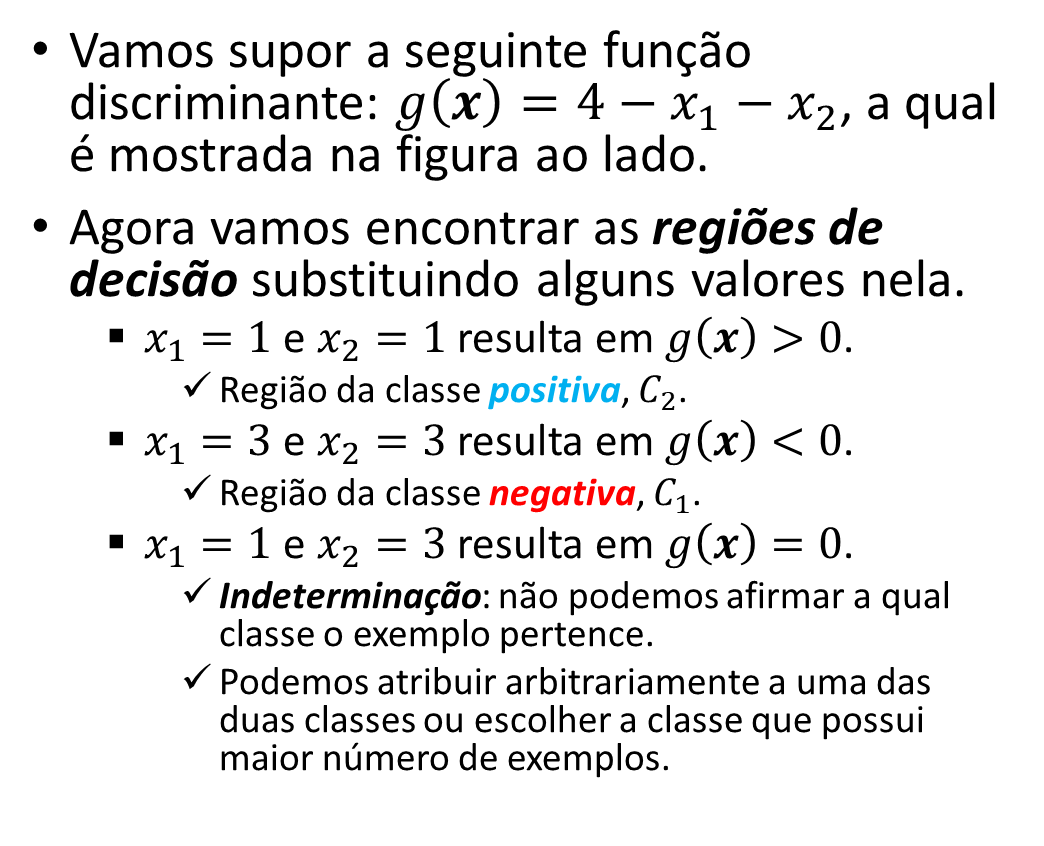 • Vamos supor a seguinte função
discriminante: g(x) = 4 − x₁ − x₂, a qual
é mostrada na figura ao lado.
• Agora vamos encontrar as regiões de
decisão substituindo alguns valores nela.
▪ x₁ = 1 e x₂ = 1 resulta em g(x) > 0.
✓ Região da classe positiva, C₂.
▪ x₁ = 3 e x₂ = 3 resulta em g(x) < 0.
✓ Região da classe negativa, C₁.
▪ x₁ = 1 e x₂ = 3 resulta em g(x) = 0.
✓ Indeterminação: não podemos afirmar a qual
classe o exemplo pertence.
✓ Podemos atribuir arbitrariamente a uma das
duas classes ou escolher a classe que possui
maior número de exemplos.